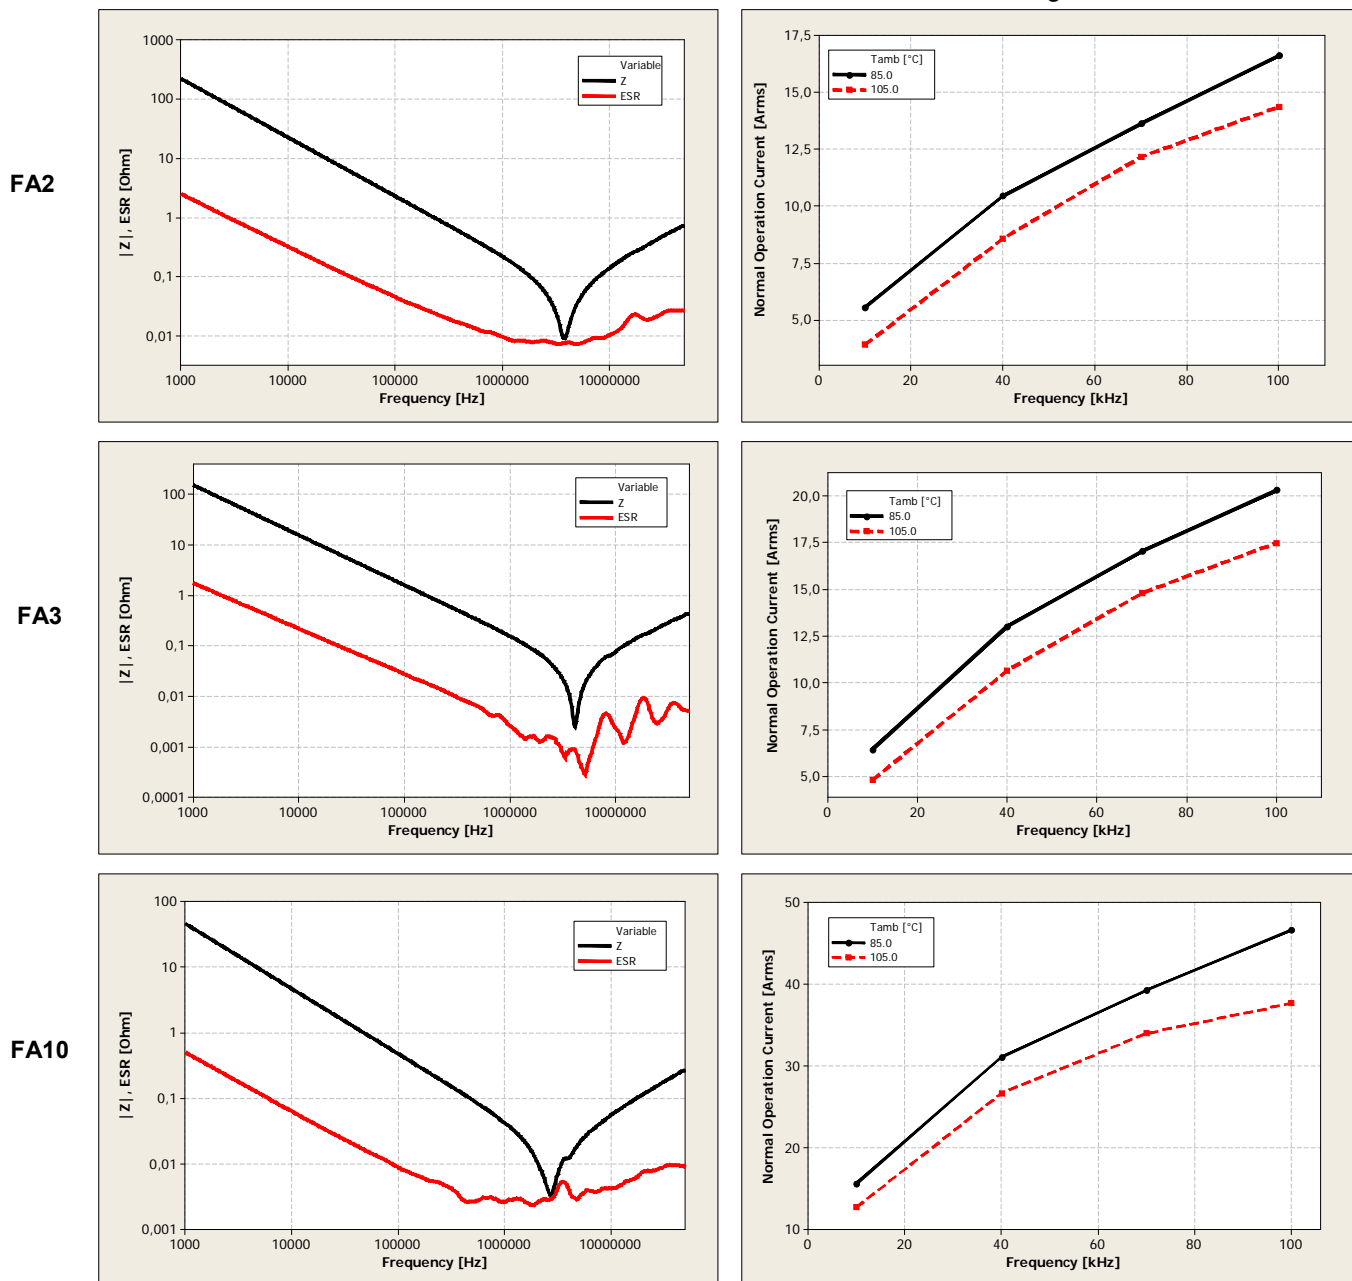 g
FA2
1000
100
10
1
0,1
0,01
|Z|, ESR [Ohm]
Variable
Z
ESR
1000 10000 100000 1000000 10000000
Frequency [Hz]
17,5
15,0
12,5
10,0
7,5
5,0
Normal Operation Current [Arms]
Tamb [°C]
85.0
105.0
0 20 40 60 80 100
Frequency [kHz]
FA3
100
10
1
0,1
0,01
0,001
0,0001
|Z|, ESR [Ohm]
Variable
Z
ESR
1000 10000 100000 1000000 10000000
Frequency [Hz]
20,0
17,5
15,0
12,5
10,0
7,5
5,0
Normal Operation Current [Arms]
Tamb [°C]
85.0
105.0
0 20 40 60 80 100
Frequency [kHz]
FA10
100
10
1
0,1
0,01
0,001
|Z|, ESR [Ohm]
Variable
Z
ESR
1000 10000 100000 1000000 10000000
Frequency [Hz]
50
40
30
20
10
Normal Operation Current [Arms]
Tamb [°C]
85.0
105.0
0 20 40 60 80 100
Frequency [kHz]